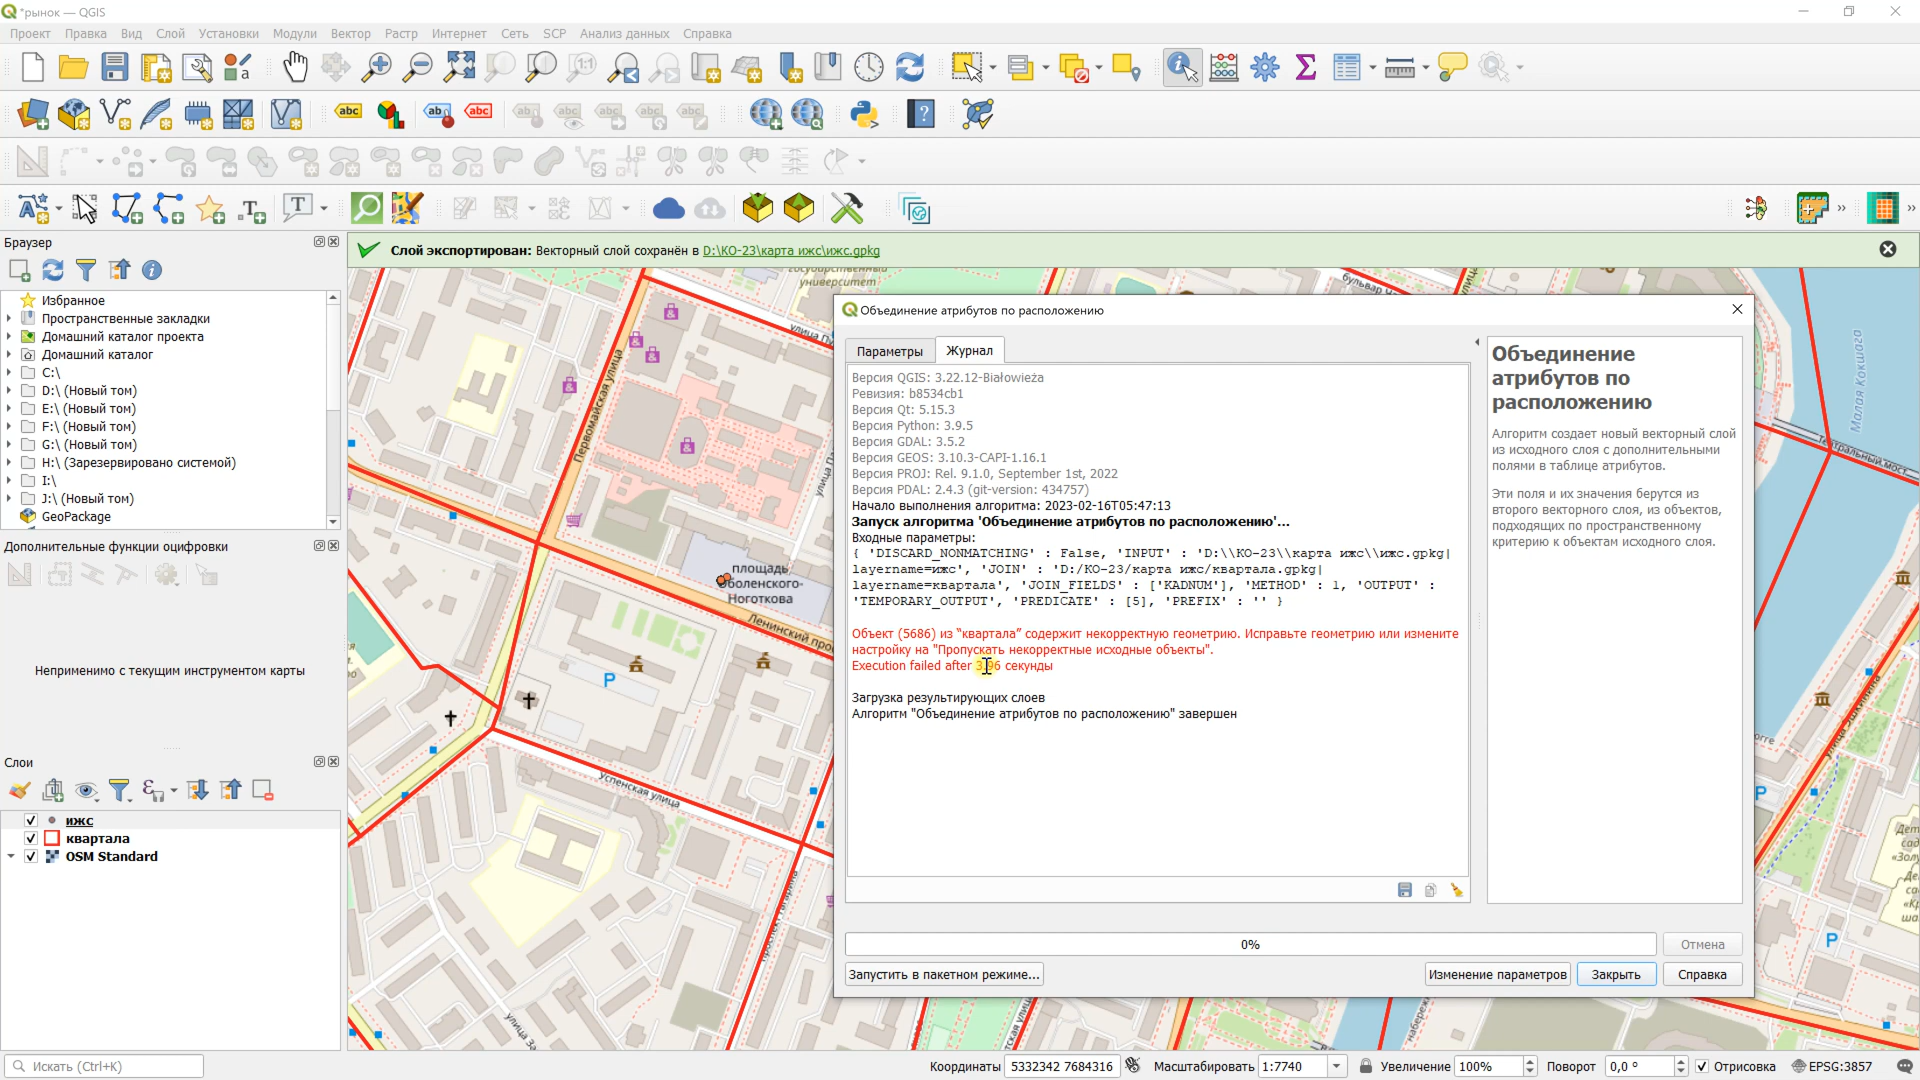 *рынок — QGIS
Проект Правка Вид Слой Установки Модули Вектор Растр Интернет Сеть SCP Анализ данных Справка
Браузер
Избранное
Пространственные закладки
Домашний каталог проекта
Домашний каталог
C:\
D:\ (Новый том)
E:\ (Новый том)
F:\ (Новый том)
G:\ (Новый том)
H:\ (Зарезервировано системой)
I:\
J:\ (Новый том)
GeoPackage
Дополнительные функции оцифровки
Неприменимо с текущим инструментом карты
Слои
ижс
квартала
OSM Standard
Искать (Ctrl+K)
Слой экспортирован: Векторный слой сохранён в D:\КО-23\карта ижс\ижс.gpkg
государственный
университет
Первомайская улица
площадь
Оболенского-
Ноготкова
Успенская улица
Театральный мост
Малая Кокшага
Объединение атрибутов по расположению
Параметры Журнал
Версия QGIS: 3.22.12-Białowieża
Ревизия: b8534cb1
Версия Qt: 5.15.3
Версия Python: 3.9.5
Версия GDAL: 3.5.2
Версия GEOS: 3.10.3-CAPI-1.16.1
Версия PROJ: Rel. 9.1.0, September 1st, 2022
Версия PDAL: 2.4.3 (git-version: 434757)
Начало выполнения алгоритма: 2023-02-16T05:47:13
Запуск алгоритма 'Объединение атрибутов по расположению'...
Входные параметры:
{ 'DISCARD_NONMATCHING' : False, 'INPUT' : 'D:\\КО-23\\карта ижс\\ижс.gpkg|
layername=ижс', 'JOIN' : 'D:/КО-23/карта ижс/квартала.gpkg|
layername=квартала', 'JOIN_FIELDS' : ['KADNUM'], 'METHOD' : 1, 'OUTPUT' :
'TEMPORARY_OUTPUT', 'PREDICATE' : [5], 'PREFIX' : '' }
Объект (5686) из "квартала" содержит некорректную геометрию. Исправьте геометрию или измените
настройку на "Пропускать некорректные исходные объекты".
Execution failed after 3.96 секунды
Загрузка результирующих слоев
Алгоритм "Объединение атрибутов по расположению" завершен
Объединение
атрибутов по
расположению
Алгоритм создает новый векторный слой
из исходного слоя с дополнительными
полями в таблице атрибутов.
Эти поля и их значения берутся из
второго векторного слоя, из объектов,
подходящих по пространственному
критерию к объектам исходного слоя.
0%
Отмена
Запустить в пакетном режиме...
Изменение параметров Закрыть Справка
Координаты 5332342 7684316 Масштабировать 1:7740 Увеличение 100% Поворот 0,0 ° Отрисовка EPSG:3857